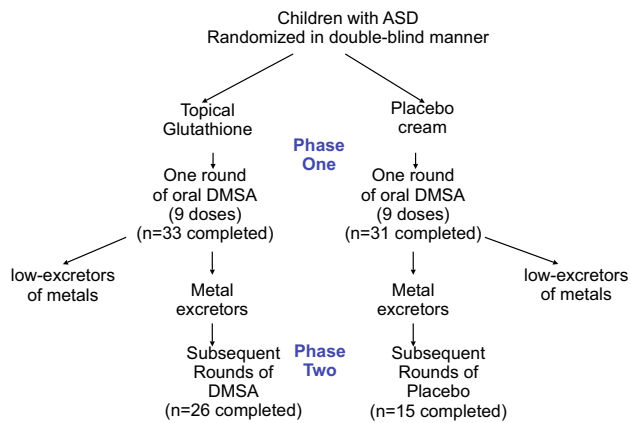 Children with ASD
Randomized in double-blind manner
Topical
Glutathione
Placebo
cream
Phase
One
One round
of oral DMSA
(9 doses)
(n=33 completed)
One round
of oral DMSA
(9 doses)
(n=31 completed)
low-excretors
of metals
Metal
excretors
Metal
excretors
low-excretors
of metals
Phase
Two
Subsequent
Rounds of
DMSA
(n=26 completed)
Subsequent
Rounds of
Placebo
(n=15 completed)